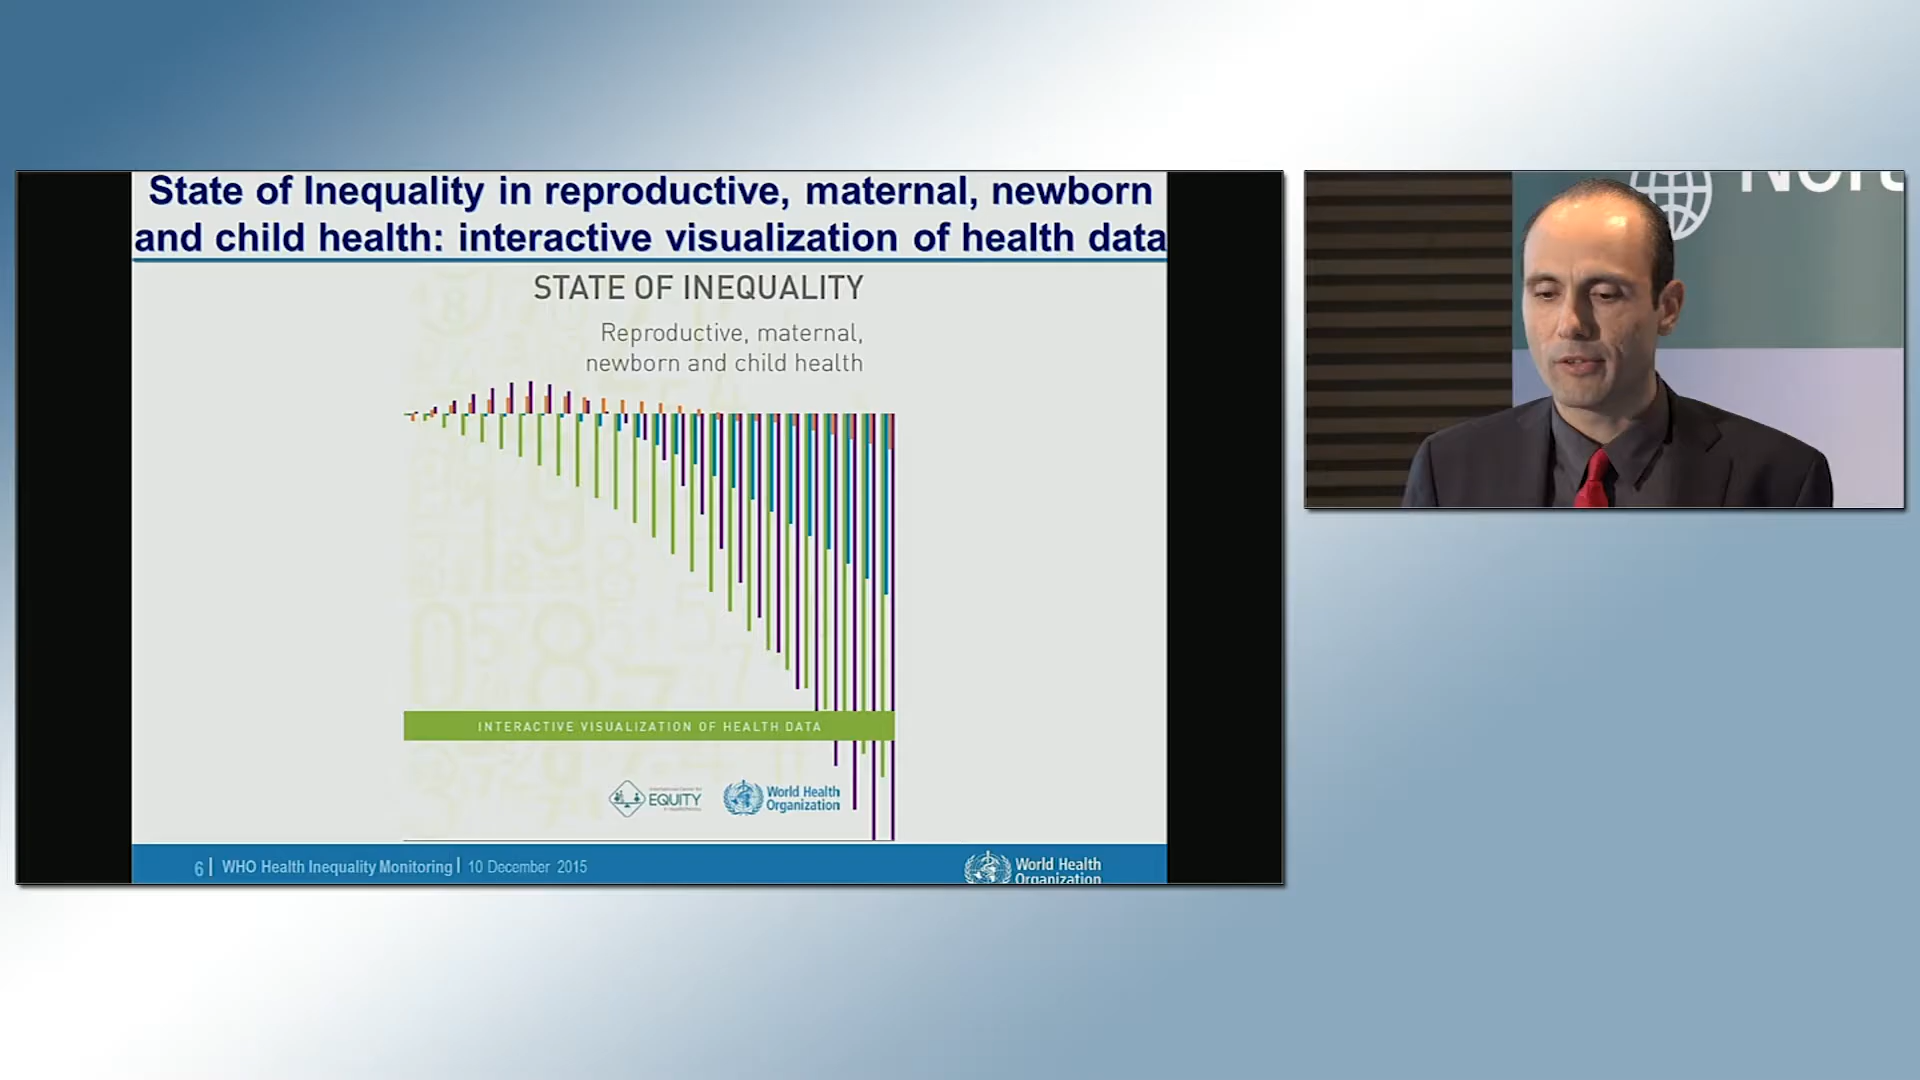 State of Inequality in reproductive, maternal, newborn
and child health: interactive visualization of health data
STATE OF INEQUALITY
Reproductive, maternal,
newborn and child health
INTERACTIVE VISUALIZATION OF HEALTH DATA
EQUITY
World Health
Organization
6 | WHO Health Inequality Monitoring | 10 December 2015
World Health
Organization